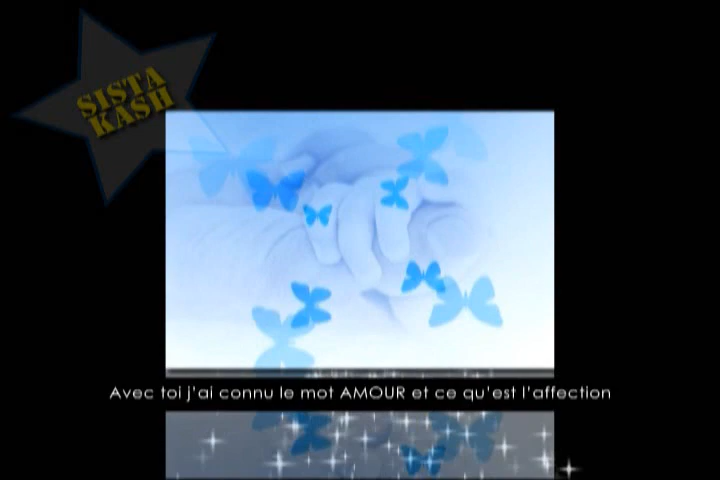 SISTA
KASH
Avec toi j'ai connu le mot AMOUR et ce qu'est l'affection